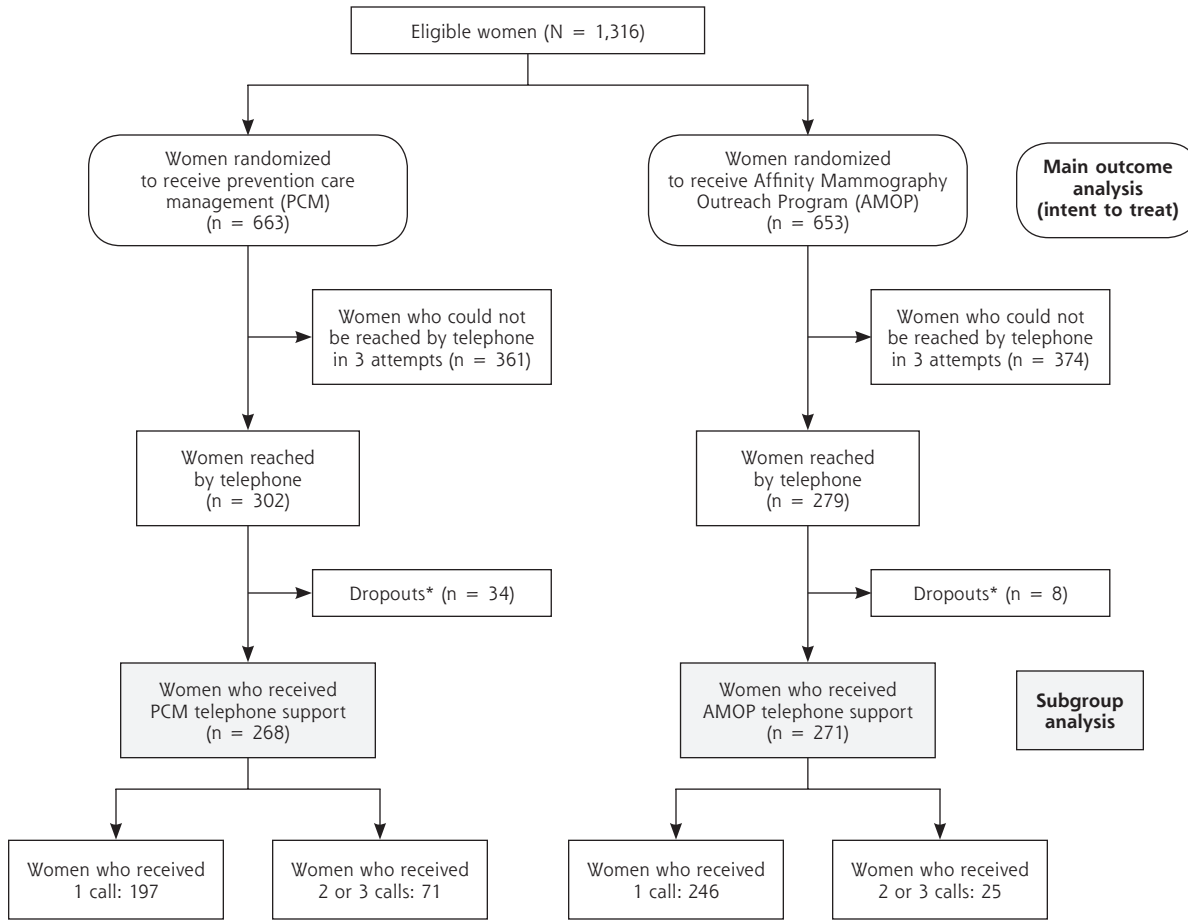 Eligible women (N = 1,316)
Women randomized
to receive prevention care
management (PCM)
(n = 663)
Women randomized
to receive Affinity Mammography
Outreach Program (AMOP)
(n = 653)
Main outcome
analysis
(intent to treat)
Women who could not
be reached by telephone
in 3 attempts (n = 361)
Women who could not
be reached by telephone
in 3 attempts (n = 374)
Women reached
by telephone
(n = 302)
Women reached
by telephone
(n = 279)
Dropouts* (n = 34)
Dropouts* (n = 8)
Women who received
PCM telephone support
(n = 268)
Women who received
AMOP telephone support
(n = 271)
Subgroup
analysis
Women who received
1 call: 197
Women who received
2 or 3 calls: 71
Women who received
1 call: 246
Women who received
2 or 3 calls: 25